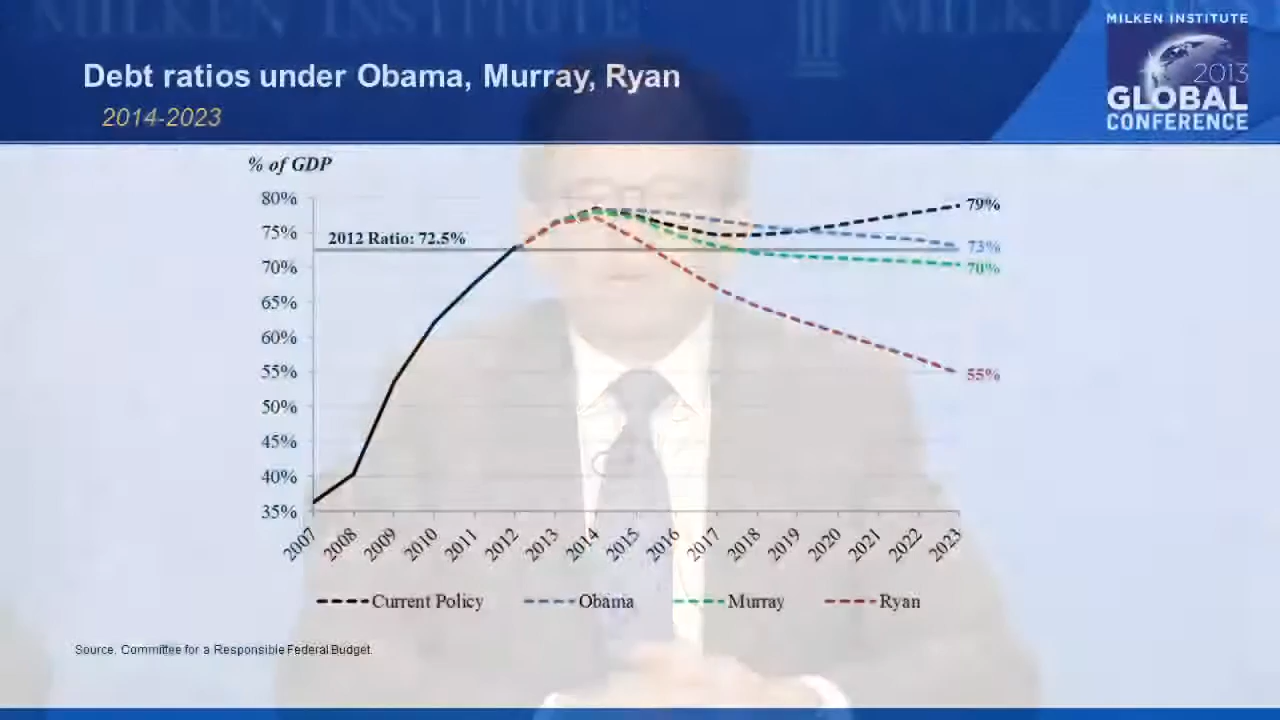 MILKEN INSTITUTE
MILKEN INSTITUTE
Debt ratios under Obama, Murray, Ryan
2013
2014-2023
GLOBAL
CONFERENCE
% of GDP
80%
75%
70%
65%
60%
55%
50%
45%
40%
35%
2012 Ratio: 72.5%
79%
73%
70%
55%
2007 2008 2009 2010 2011 2012 2013 2014 2015 2016 2017 2018 2019 2020 2021 2022 2023
Current Policy Obama Murray Ryan
Source. Committee for a Responsible Federal Budget.